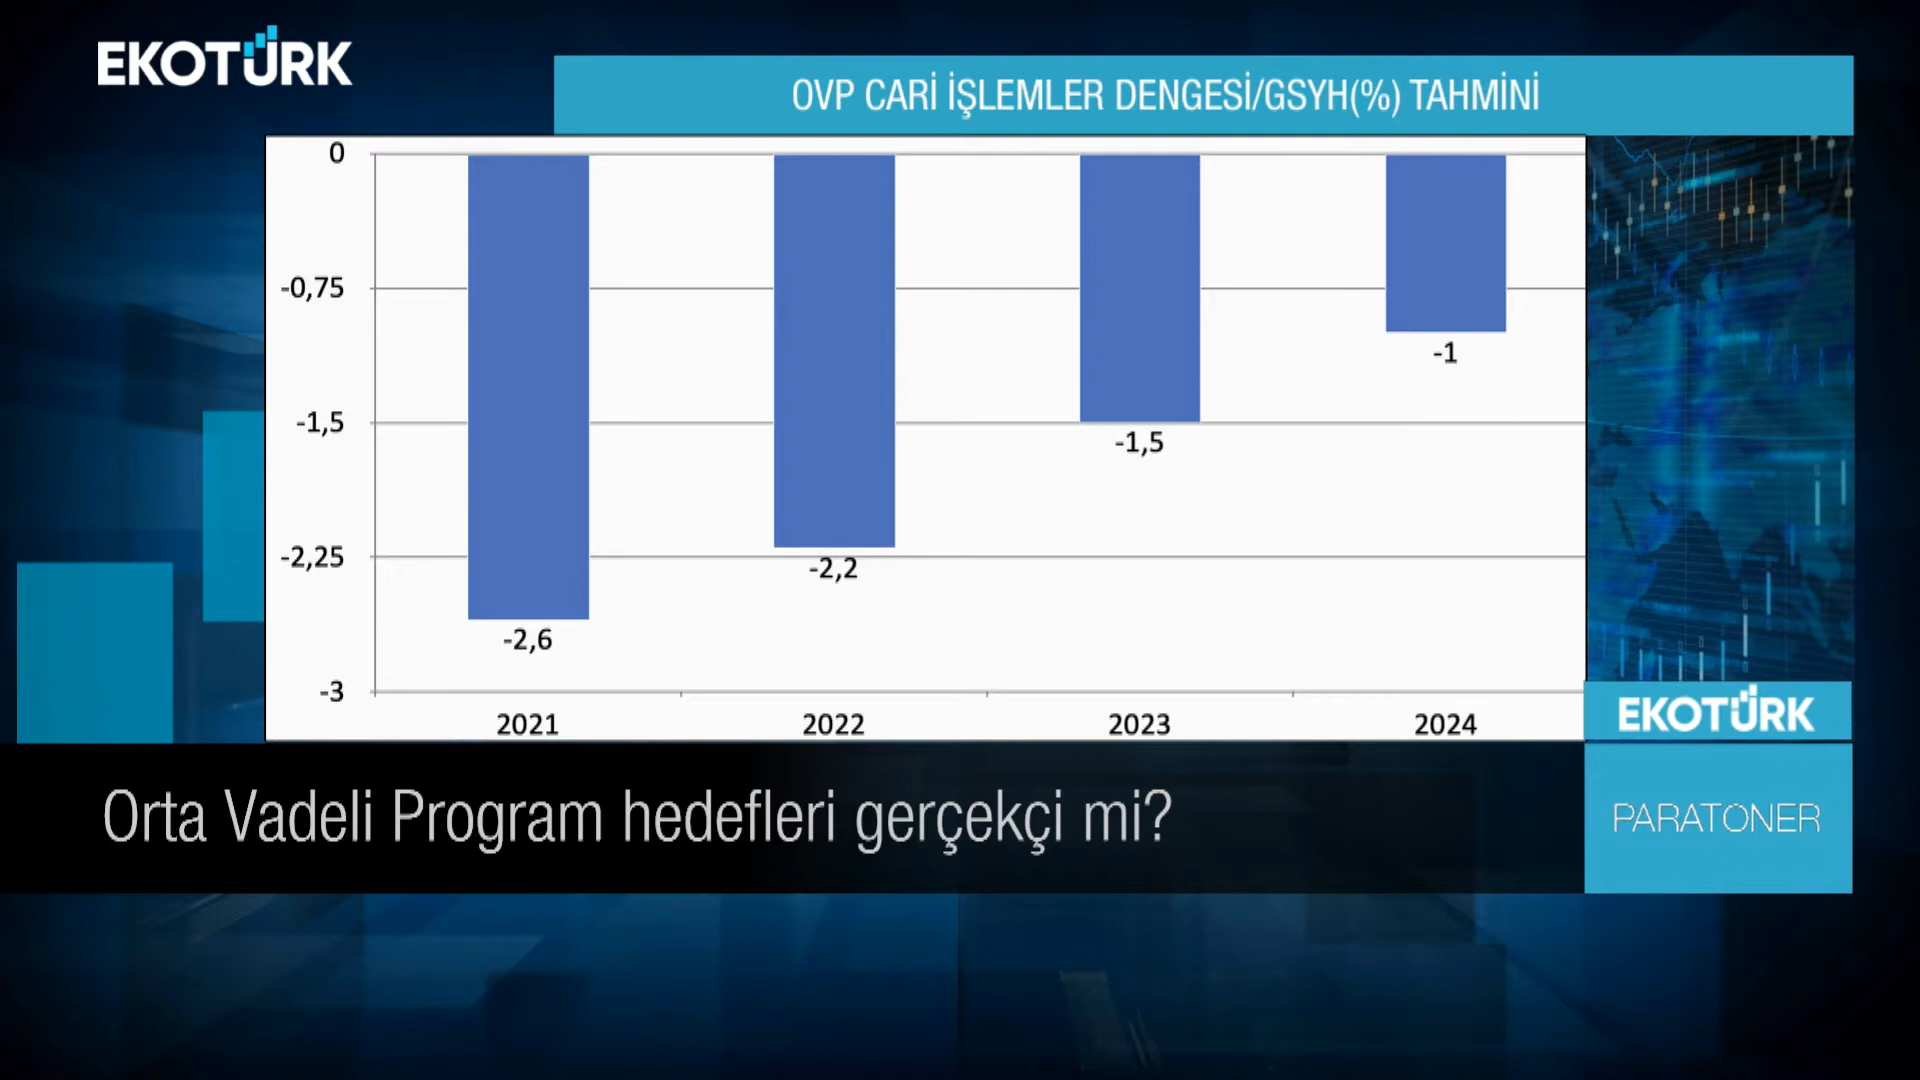 EKOTÜRK
OVP CARİ İŞLEMLER DENGESİ/GSYH(%) TAHMİNİ
0
-0,75
-1,5
-2,25
-3
-2,6
-2,2
-1,5
-1
2021 2022 2023 2024
EKOTÜRK
Orta Vadeli Program hedefleri gerçekçi mi?
PARATONER